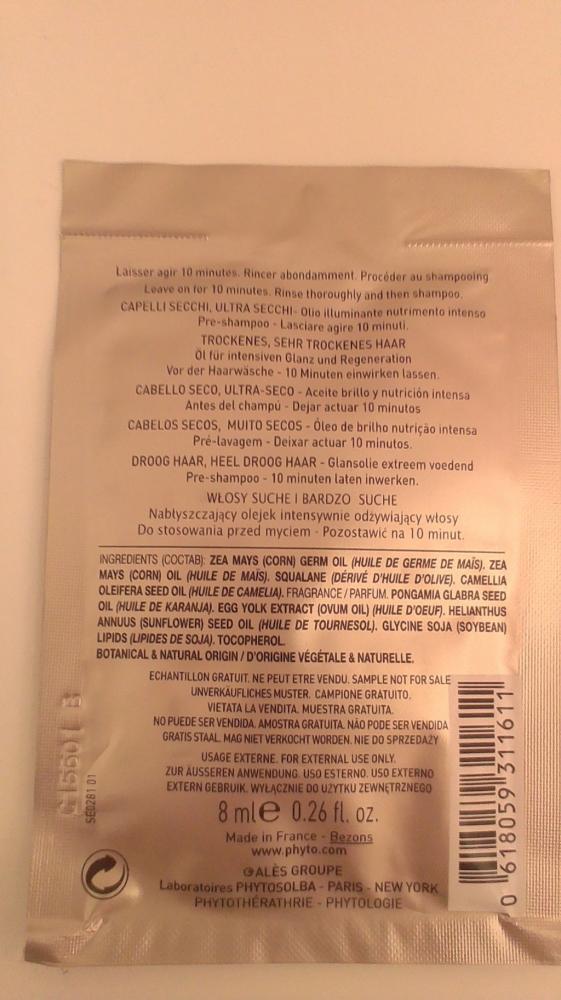 Laisser agir 10 minutes. Rincer abondamment. Procéder au shampooing
Leave on for 10 minutes. Rinse thoroughly and then shampoo.
CAPELLI SECCHI, ULTRA SECCHI- Olio illuminante nutrimento intenso
Pre-shampoo - Lasciare agire 10 minuti.
TROCKENES, SEHR TROCKENES HAAR
Öl für intensiven Glanz und Regeneration
Vor der Haarwäsche - 10 Minuten einwirken lassen.
CABELLO SECO, ULTRA-SECO - Aceite brillo y nutrición intensa
Antes del champú - Dejar actuar 10 minutos
CABELOS SECOS, MUITO SECOS - Óleo de brilho nutrição intensa
Pré-lavagem - Deixar actuar 10 minutos.
DROOG HAAR, HEEL DROOG HAAR - Glansolie extreem voedend
Pre-shampoo - 10 minuten laten inwerken.
WŁOSY SUCHE I BARDZO SUCHE
Nabłyszczający olejek intensywnie odżywiający włosy
Do stosowania przed myciem - Pozostawić na 10 minut.
INGREDIENTS (COCTAB): ZEA MAYS (CORN) GERM OIL (HUILE DE GERME DE MAÏS). ZEA
MAYS (CORN) OIL (HUILE DE MAÏS). SQUALANE (DÉRIVÉ D'HUILE D'OLIVE). CAMELLIA
OLEIFERA SEED OIL (HUILE DE CAMELIA). FRAGRANCE / PARFUM. PONGAMIA GLABRA SEED
OIL (HUILE DE KARANJA). EGG YOLK EXTRACT (OVUM OIL) (HUILE D'OEUF). HELIANTHUS
ANNUUS (SUNFLOWER) SEED OIL (HUILE DE TOURNESOL). GLYCINE SOJA (SOYBEAN)
LIPIDS (LIPIDES DE SOJA). TOCOPHEROL.
BOTANICAL & NATURAL ORIGIN / D'ORIGINE VÉGÉTALE & NATURELLE.
ECHANTILLON GRATUIT. NE PEUT ETRE VENDU. SAMPLE NOT FOR SALE
UNVERKÄUFLICHES MUSTER. CAMPIONE GRATUITO.
VIETATA LA VENDITA. MUESTRA GRATUITA.
NO PUEDE SER VENDIDA. AMOSTRA GRATUITA. NÃO PODE SER VENDIDA
GRATIS STAAL. MAG NIET VERKOCHT WORDEN. NIE DO SPRZEDAŻY
USAGE EXTERNE. FOR EXTERNAL USE ONLY.
ZUR ÄUSSEREN ANWENDUNG. USO ESTERNO. USO EXTERNO
EXTERN GEBRUIK. WYŁĄCZNIE DO UŻYTKU ZEWNĘTRZNEGO
8 ml e 0.26 fl. oz.
Made in France - Bezons
www.phyto.com
ALÈS GROUPE
Laboratoires PHYTOSOLBA - PARIS - NEW YORK
PHYTOTHÉRATHRIE - PHYTOLOGIE
SE0281 01
0 618059 311611